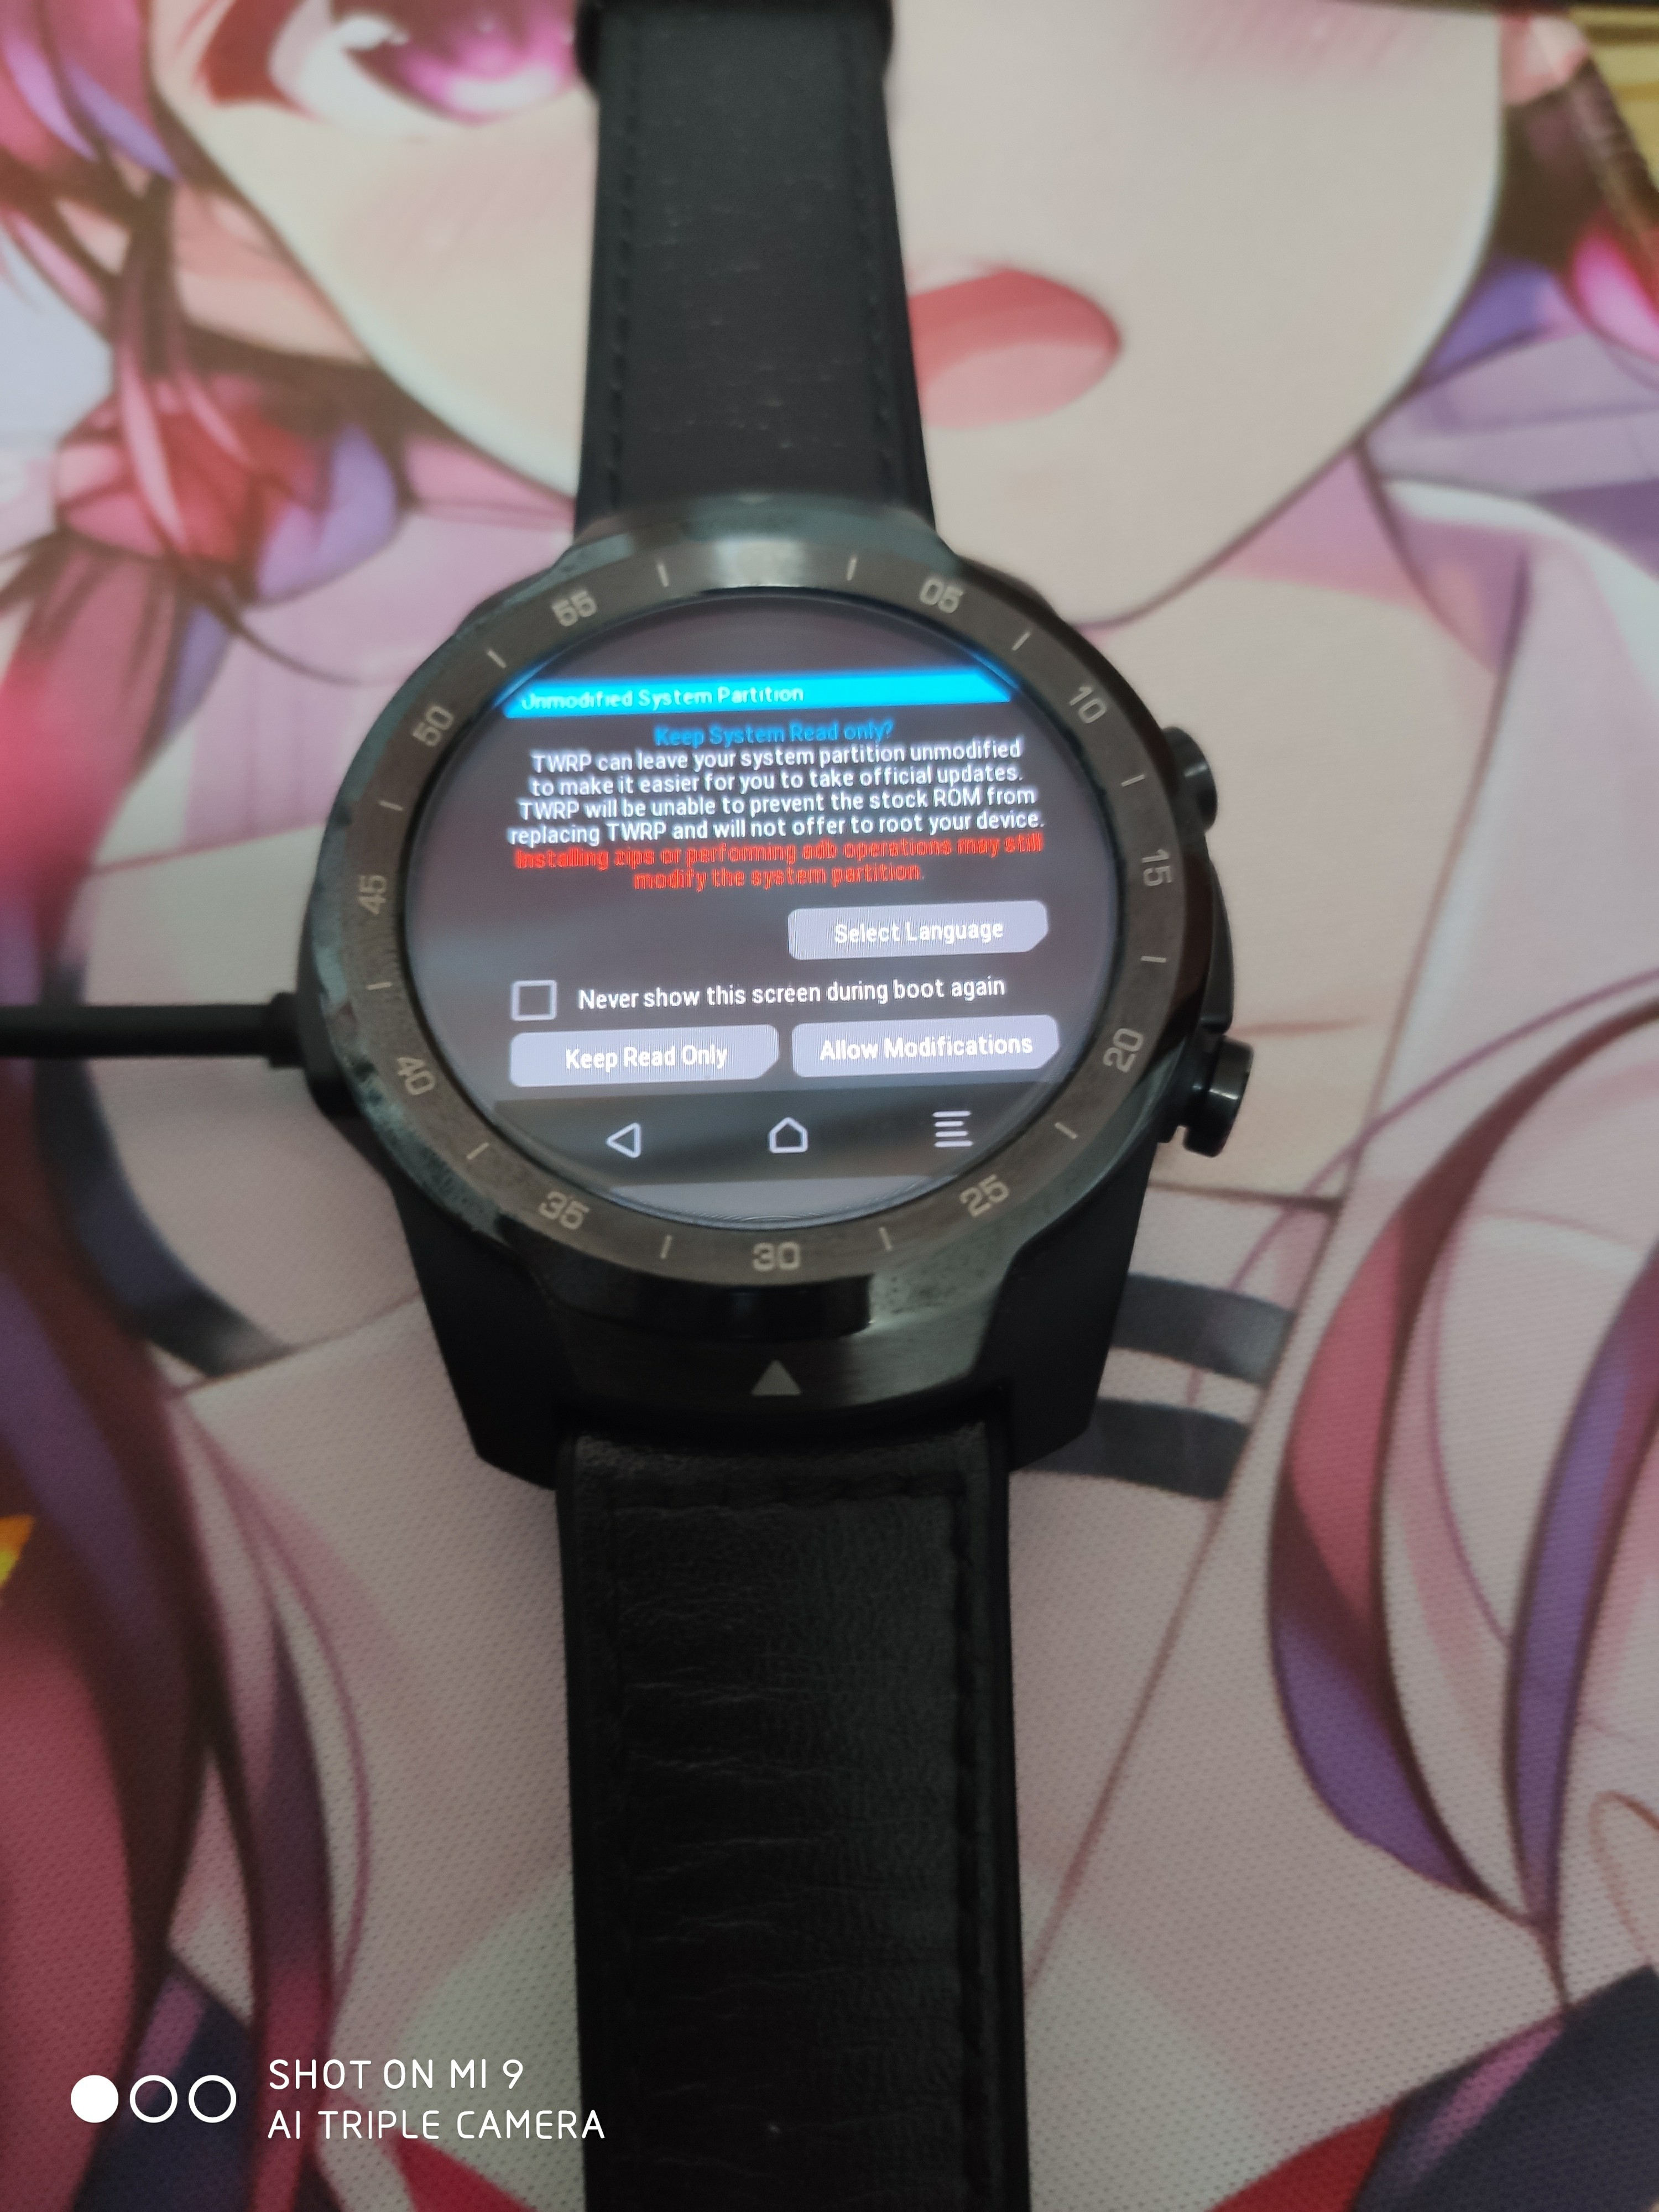 55
05
50
10
45
15
40
20
35
25
30
Unmodified System Partition
Keep System Read only?
TWRP can leave your system partition unmodified
to make it easier for you to take official updates.
TWRP will be unable to prevent the stock ROM from
replacing TWRP and will not offer to root your device.
Installing zips or performing adb operations may still
modify the system partition.
Select Language
Never show this screen during boot again
Keep Read Only
Allow Modifications
SHOT ON MI 9
AI TRIPLE CAMERA